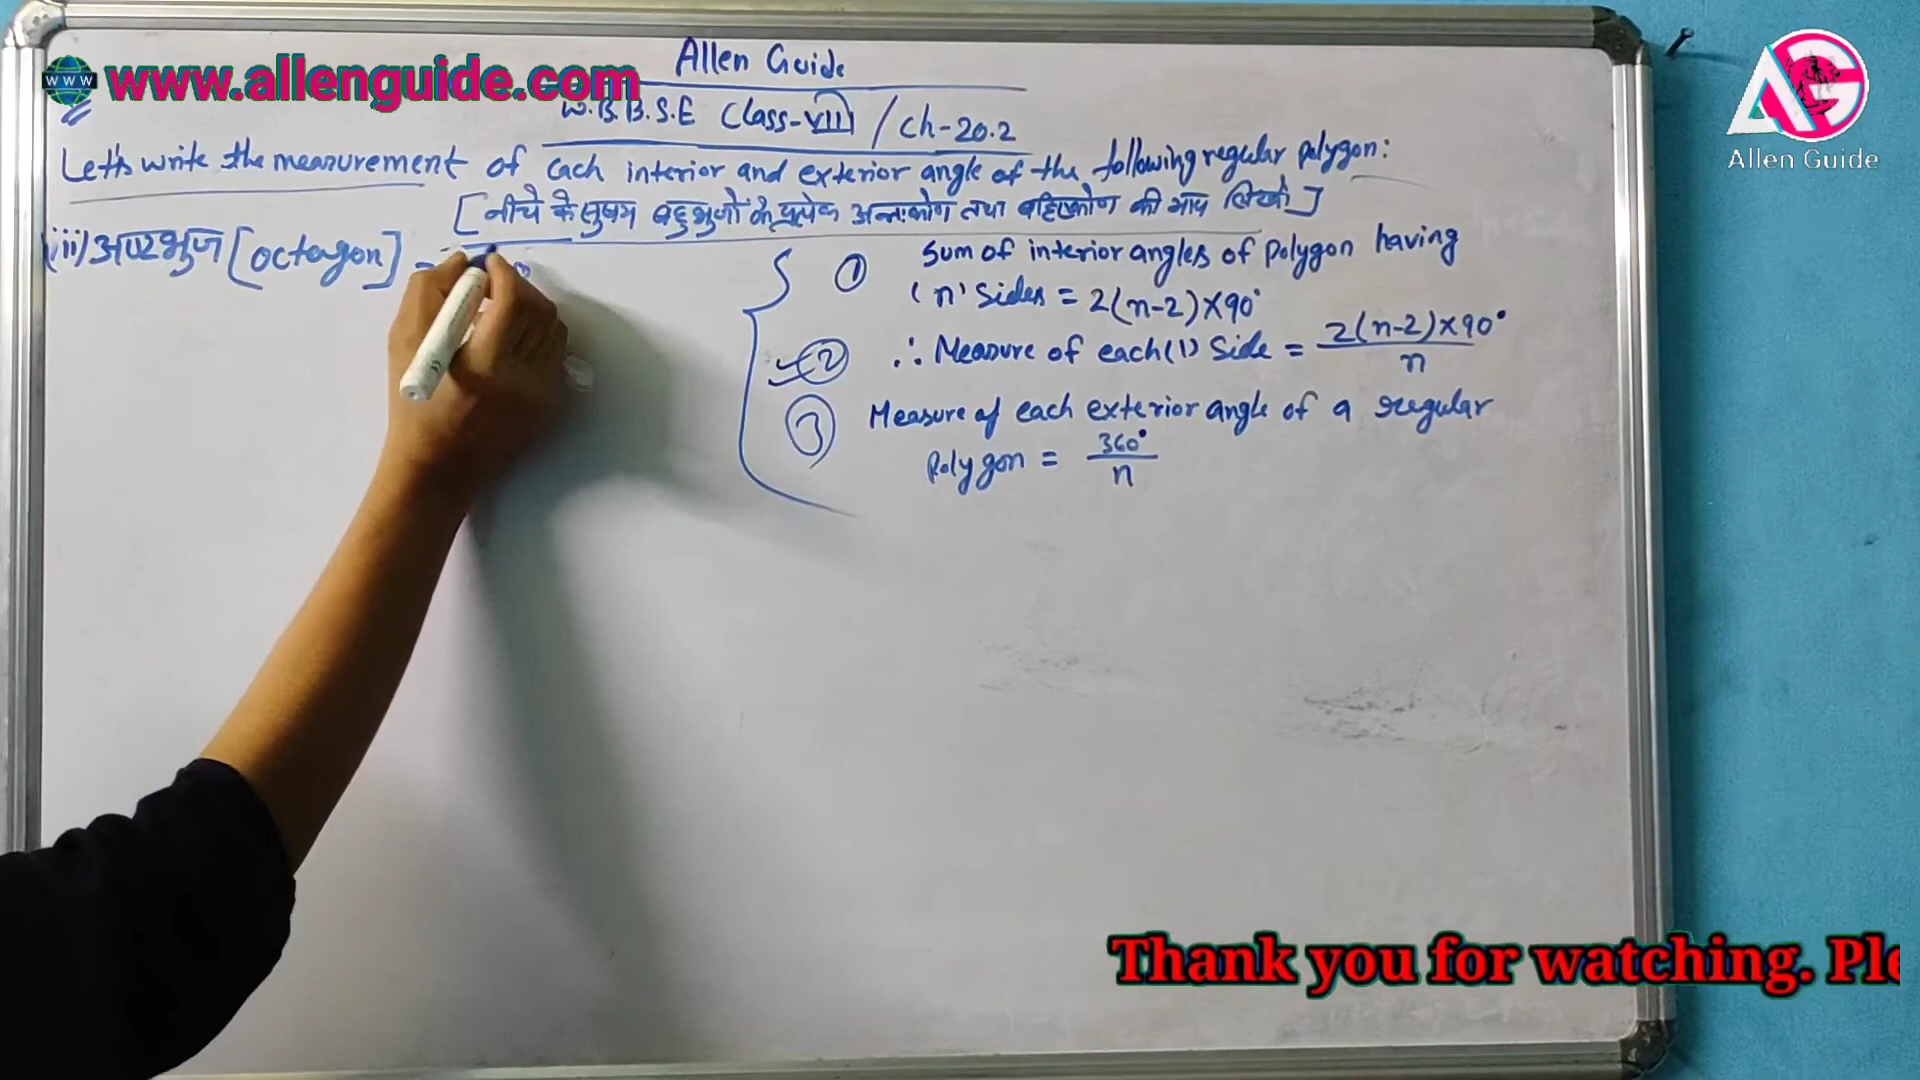 www.allenguide.com
Allen Guide
W.B.B.S.E Class-VIII / Ch-20.2
Let's write the measurement of each interior and exterior angle of the following regular polygon:
[नीचे के सुषम बहुभुजों के प्रत्येक अन्तःकोण तथा बहिष्कोण की माप लिखो]
(iii) अष्टभुज [octagon] -
① Sum of interior angles of polygon having
'n' sides = 2(n-2)×90°
② ∴ Measure of each (1) side = 2(n-2)×90° / n
③ Measure of each exterior angle of a regular
polygon = 360° / n
AG
Allen Guide
Thank you for watching. Ple